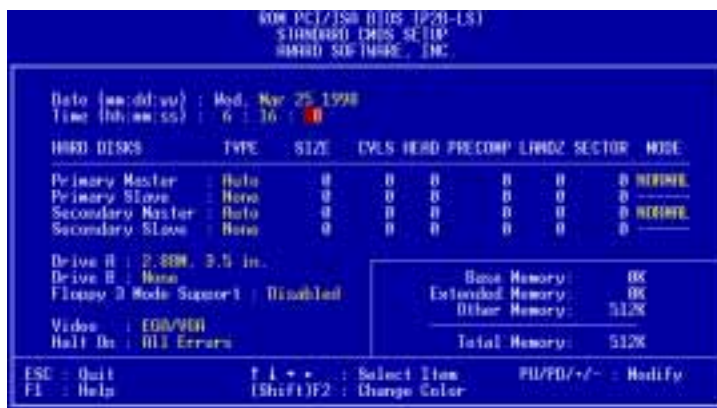 ROM PCI/ISA BIOS (P2B-LS)
STANDARD CMOS SETUP
AWARD SOFTWARE, INC.
Date (mm:dd:yy) : Wed, Mar 25 1998
Time (hh:mm:ss) : 6 : 16 :
HARD DISKS TYPE SIZE CYLS HEAD PRECOMP LANDZ SECTOR MODE
Primary Master : Auto 0 0 0 0 0 0 NORMAL
Primary Slave : None 0 0 0 0 0 0 ------
Secondary Master : Auto 0 0 0 0 0 0 NORMAL
Secondary Slave : None 0 0 0 0 0 0 ------
Drive A : 2.88M, 3.5 in.
Drive B : None
Floppy 3 Mode Support : Disabled
Video : EGA/VGA
Halt On : All Errors
Base Memory: 0K
Extended Memory: 0K
Other Memory: 512K
Total Memory: 512K
ESC : Quit ↑ ↓ → ← : Select Item PU/PD/+/- : Modify
F1 : Help (Shift)F2 : Change Color